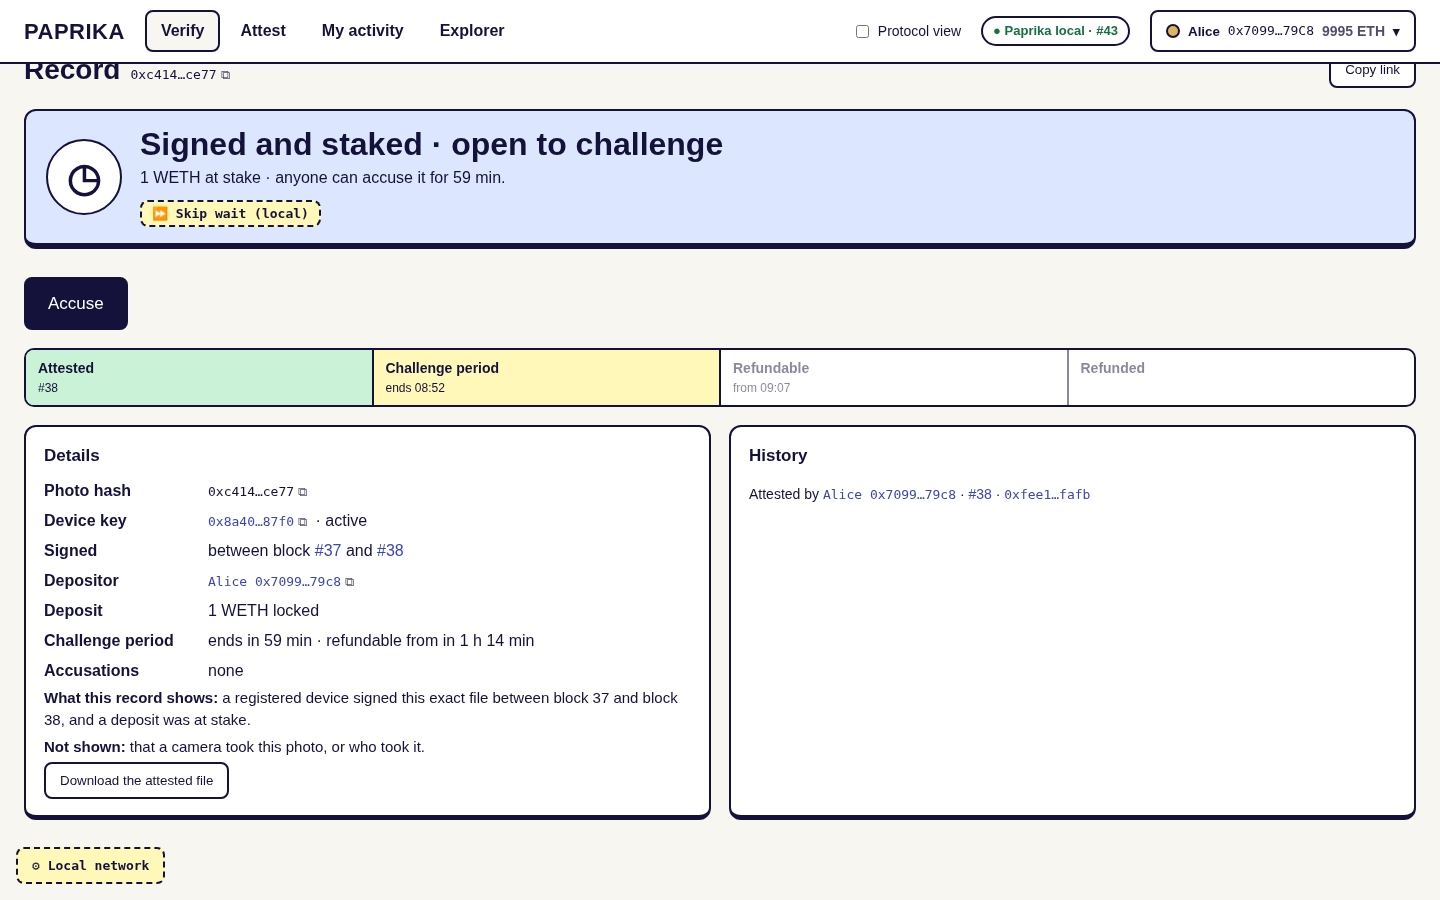 PAPRIKA Verify Attest My activity Explorer Protocol view ● Paprika local · #43 Alice 0x7099…79C8 9995 ETH ▾
Record 0xc414…ce77 Copy link
Signed and staked · open to challenge
1 WETH at stake · anyone can accuse it for 59 min.
⏩ Skip wait (local)
Accuse
Attested Challenge period Refundable Refunded
#38 ends 08:52 from 09:07
Details
Photo hash 0xc414…ce77
Device key 0x8a40…87f0 · active
Signed between block #37 and #38
Depositor Alice 0x7099…79c8
Deposit 1 WETH locked
Challenge period ends in 59 min · refundable from in 1 h 14 min
Accusations none
What this record shows: a registered device signed this exact file between block 37 and block
38, and a deposit was at stake.
Not shown: that a camera took this photo, or who took it.
Download the attested file
History
Attested by Alice 0x7099…79c8 · #38 · 0xfee1…fafb
⚙ Local network